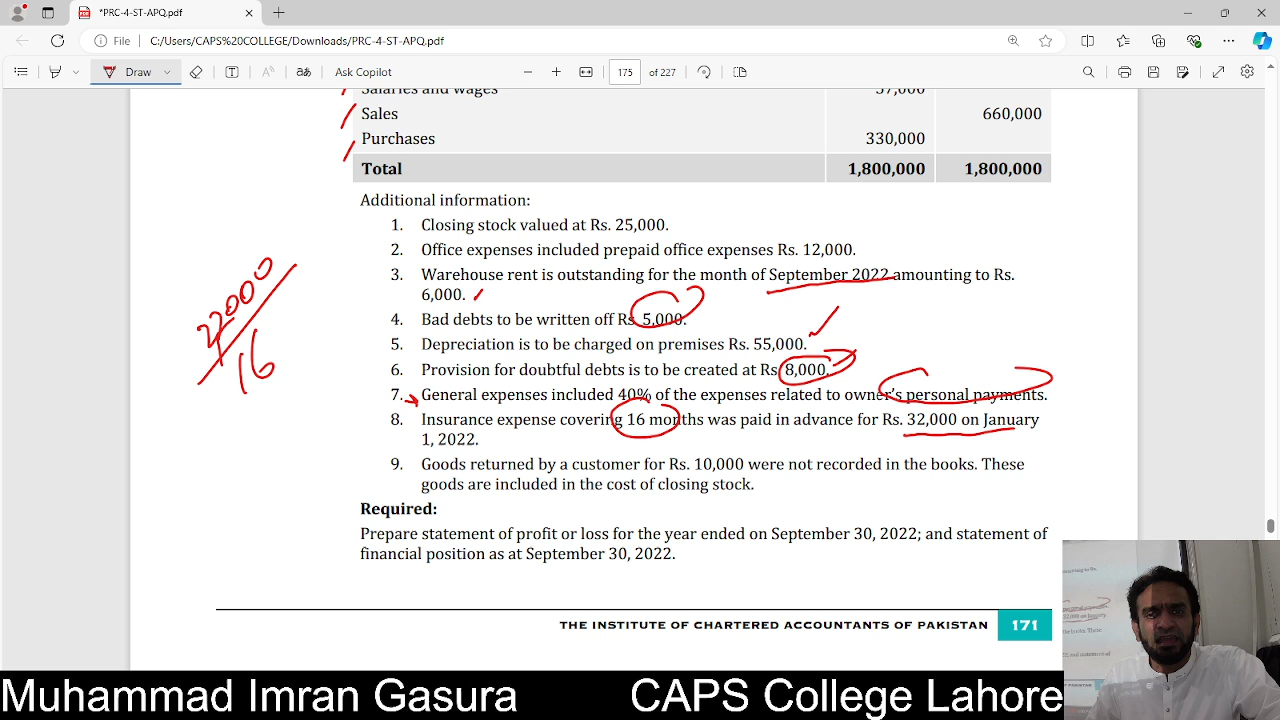 *PRC-4-ST-APQ.pdf
File C:/Users/CAPS%20COLLEGE/Downloads/PRC-4-ST-APQ.pdf
Draw Ask Copilot 175 of 227
Salaries and wages 57,000
Sales 660,000
Purchases 330,000
Total 1,800,000 1,800,000
Additional information:
1. Closing stock valued at Rs. 25,000.
2. Office expenses included prepaid office expenses Rs. 12,000.
3. Warehouse rent is outstanding for the month of September 2022 amounting to Rs.
6,000.
4. Bad debts to be written off Rs. 5,000.
5. Depreciation is to be charged on premises Rs. 55,000.
6. Provision for doubtful debts is to be created at Rs. 8,000.
7. General expenses included 40% of the expenses related to owner's personal payments.
8. Insurance expense covering 16 months was paid in advance for Rs. 32,000 on January
1, 2022.
9. Goods returned by a customer for Rs. 10,000 were not recorded in the books. These
goods are included in the cost of closing stock.
Required:
Prepare statement of profit or loss for the year ended on September 30, 2022; and statement of
financial position as at September 30, 2022.
16
THE INSTITUTE OF CHARTERED ACCOUNTANTS OF PAKISTAN 171
Muhammad Imran Gasura CAPS College Lahore